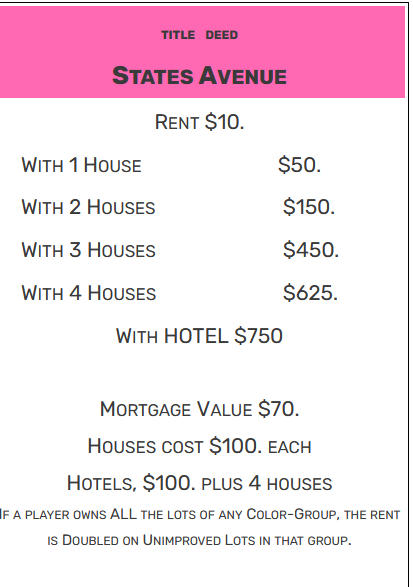 TITLE DEED
STATES AVENUE
RENT $10.
WITH 1 HOUSE $50.
WITH 2 HOUSES $150.
WITH 3 HOUSES $450.
WITH 4 HOUSES $625.
WITH HOTEL $750
MORTGAGE VALUE $70.
HOUSES COST $100. EACH
HOTELS, $100. PLUS 4 HOUSES
IF A PLAYER OWNS ALL THE LOTS OF ANY COLOR-GROUP, THE RENT
IS DOUBLED ON UNIMPROVED LOTS IN THAT GROUP.